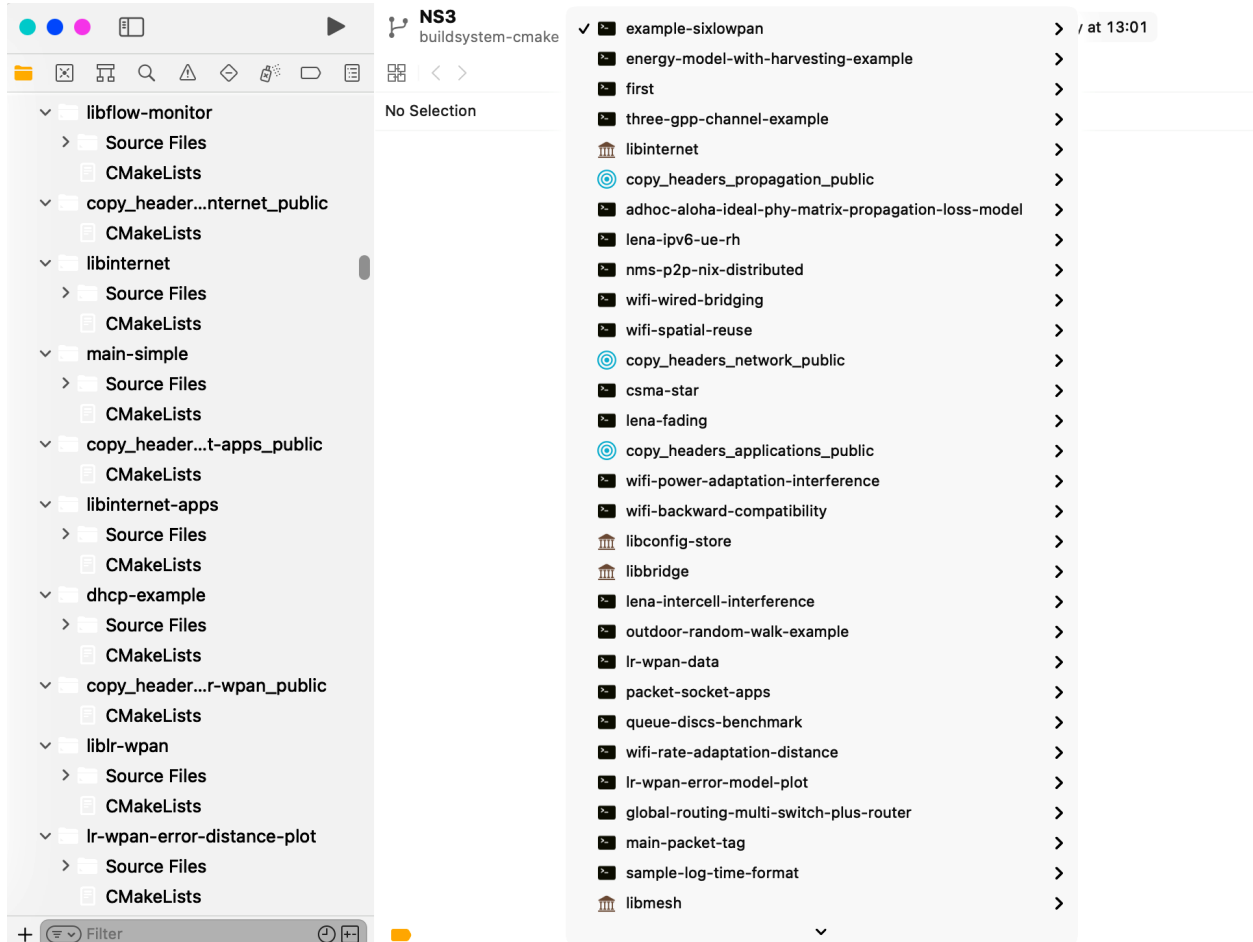 NS3
buildsystem-cmake
y at 13:01
No Selection
libflow-monitor
Source Files
CMakeLists
copy_header...nternet_public
CMakeLists
libinternet
Source Files
CMakeLists
main-simple
Source Files
CMakeLists
copy_header...t-apps_public
CMakeLists
libinternet-apps
Source Files
CMakeLists
dhcp-example
Source Files
CMakeLists
copy_header...r-wpan_public
CMakeLists
liblr-wpan
Source Files
CMakeLists
lr-wpan-error-distance-plot
Source Files
CMakeLists
Filter
example-sixlowpan
energy-model-with-harvesting-example
first
three-gpp-channel-example
libinternet
copy_headers_propagation_public
adhoc-aloha-ideal-phy-matrix-propagation-loss-model
lena-ipv6-ue-rh
nms-p2p-nix-distributed
wifi-wired-bridging
wifi-spatial-reuse
copy_headers_network_public
csma-star
lena-fading
copy_headers_applications_public
wifi-power-adaptation-interference
wifi-backward-compatibility
libconfig-store
libbridge
lena-intercell-interference
outdoor-random-walk-example
lr-wpan-data
packet-socket-apps
queue-discs-benchmark
wifi-rate-adaptation-distance
lr-wpan-error-model-plot
global-routing-multi-switch-plus-router
main-packet-tag
sample-log-time-format
libmesh